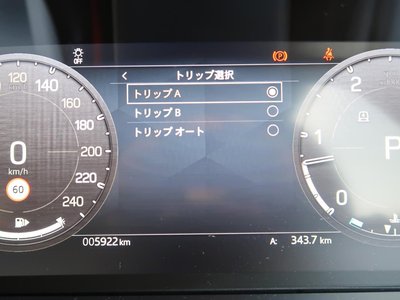 OFF
(P)
トリップ選択
トリップ A
トリップ B
トリップ オート
120
140
160
180
200
220
240
0
km/h
60
2
1
0
P
005922 km
A: 343.7 km